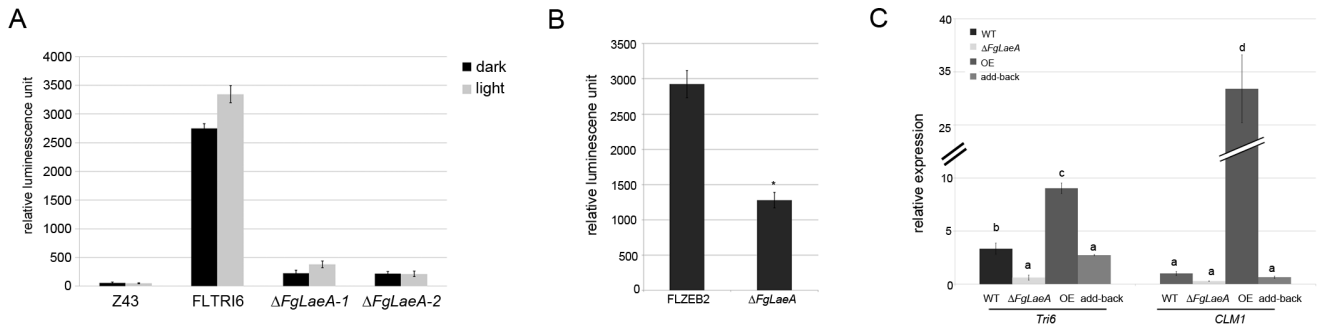 A
relative luminescence unit
4000
3500
3000
2500
2000
1500
1000
500
0
Z43
FLTRI6
ΔFgLaeA-1
ΔFgLaeA-2
dark
light
B
relative luminescence unit
3500
3000
2500
2000
1500
1000
500
0
*
FLZEB2
ΔFgLaeA
C
relative expression
40
35
25
10
5
0
WT
ΔFgLaeA
OE
add-back
b
a
c
a
a
a
d
a
WT ΔFgLaeA OE add-back
WT ΔFgLaeA OE add-back
Tri6
CLM1